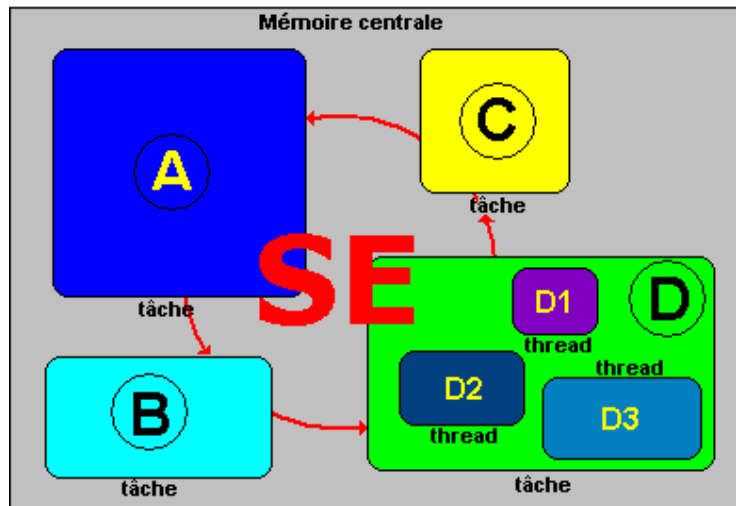 Mémoire centrale
A
C
tâche
SE
tâche
D1
D
thread
thread
D2
D3
B
thread
tâche
tâche